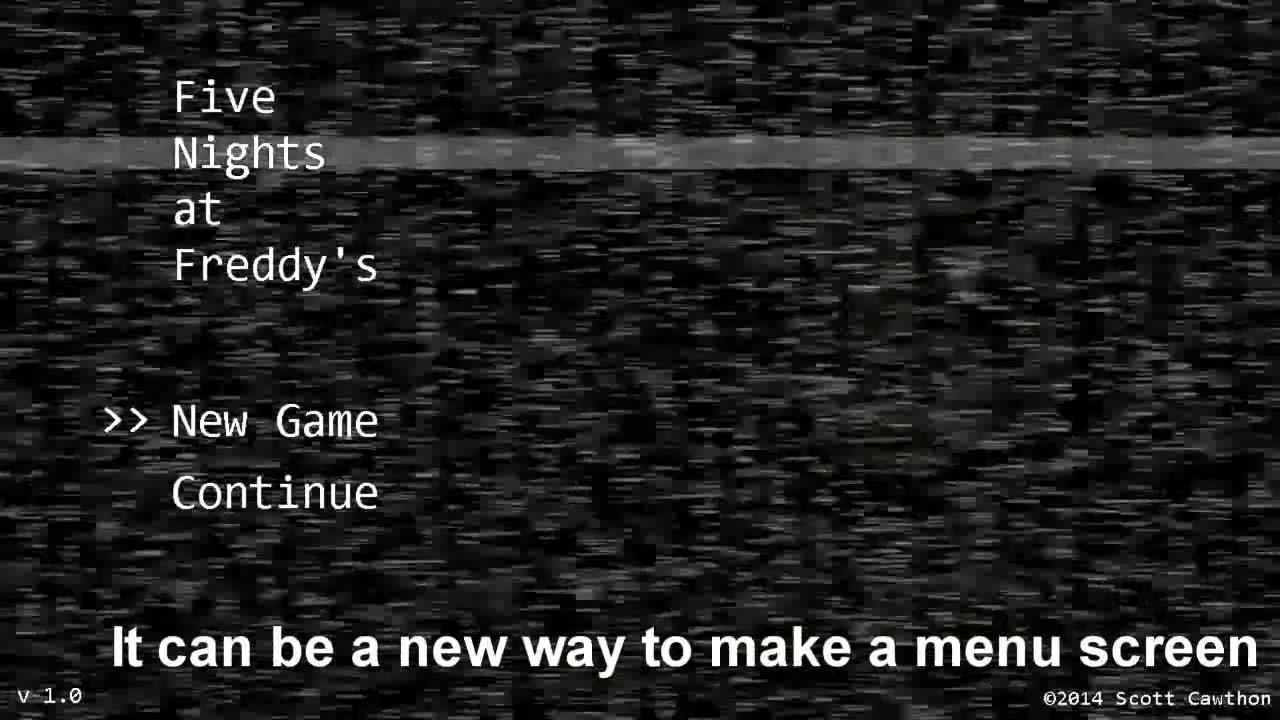 Five
Nights
at
Freddy's
>> New Game
Continue
It can be a new way to make a menu screen
v 1.0
©2014 Scott Cawthon